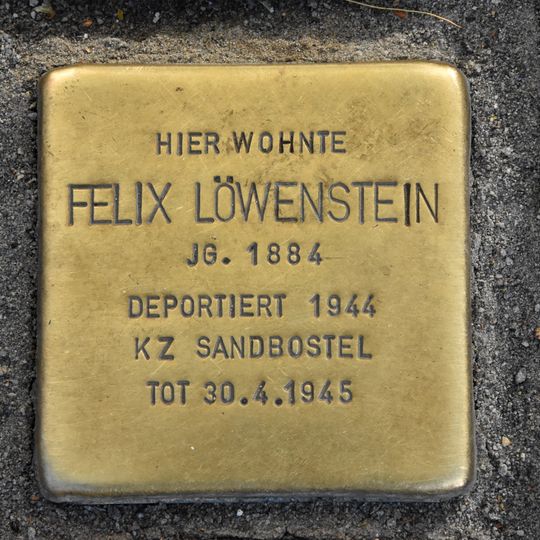 HIER WOHNTE
FELIX LÖWENSTEIN
JG. 1884
DEPORTIERT 1944
KZ SANDBOSTEL
TOT 30.4.1945